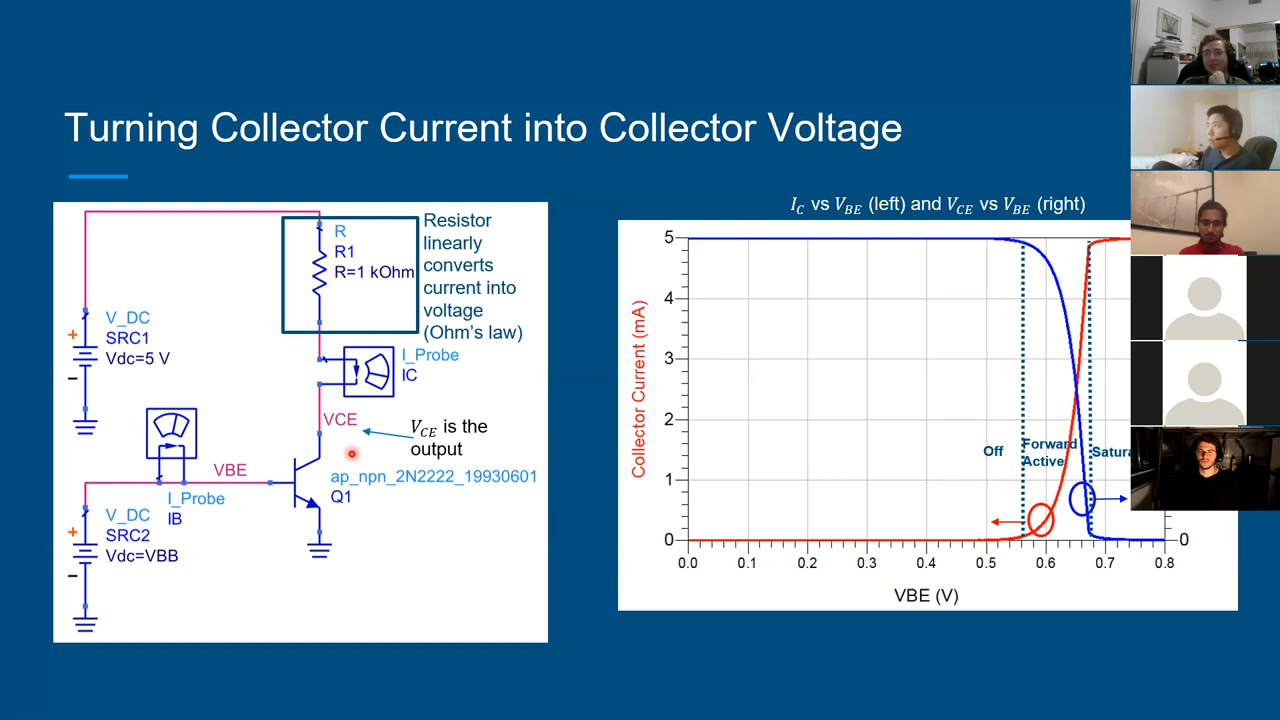 Turning Collector Current into Collector Voltage
R
R1
R=1 kOhm
Resistor
linearly
converts
current into
voltage
(Ohm's law)
V_DC
SRC1
Vdc=5 V
+
−
I_Probe
IC
VCE
V_CE is the
output
VBE
ap_npn_2N2222_19930601
Q1
I_Probe
IB
V_DC
SRC2
Vdc=VBB
+
−
I_C vs V_BE (left) and V_CE vs V_BE (right)
Collector Current (mA)
5
4
3
2
1
0
Off
Forward
Active
0
0.0 0.1 0.2 0.3 0.4 0.5 0.6 0.7 0.8
VBE (V)